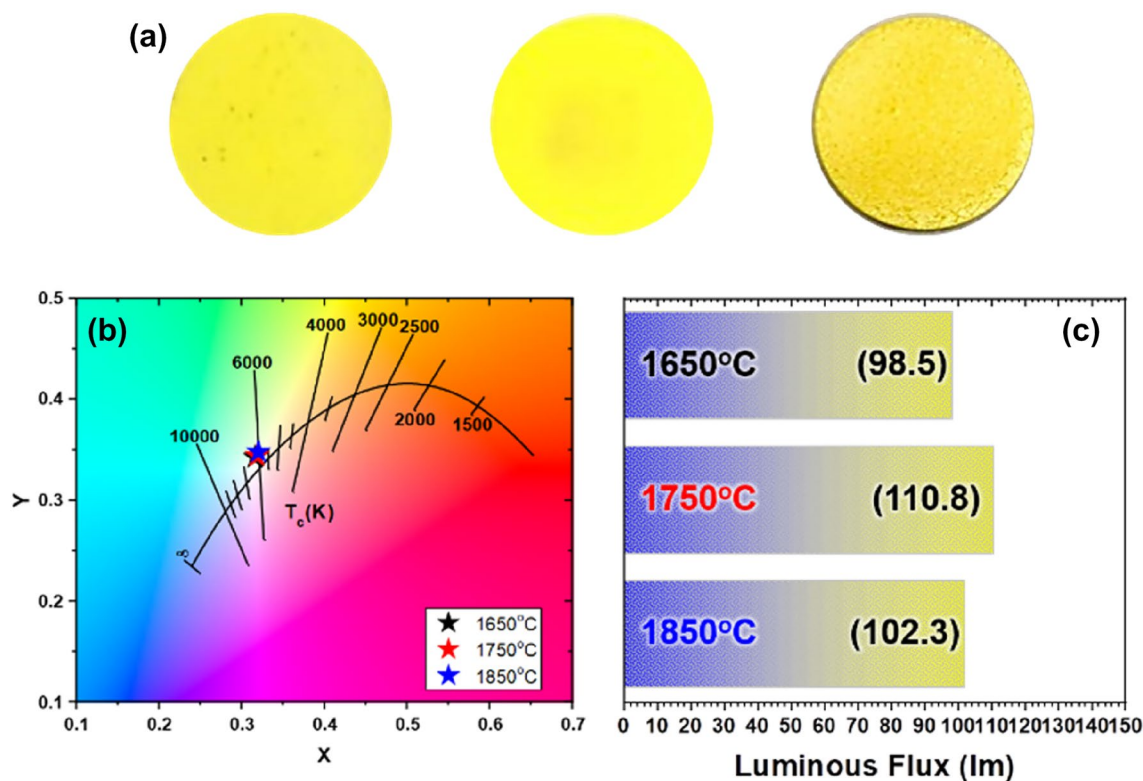 (a)
(b)
0.5
0.4
0.3
0.2
0.1
Y
0.1 0.2 0.3 0.4 0.5 0.6 0.7
X
10000
6000
4000
3000
2500
2000
1500
∞
T_c(K)
1650°C
1750°C
1850°C
(c)
1650°C (98.5)
1750°C (110.8)
1850°C (102.3)
0 10 20 30 40 50 60 70 80 90 100 110 120 130 140 150
Luminous Flux (lm)